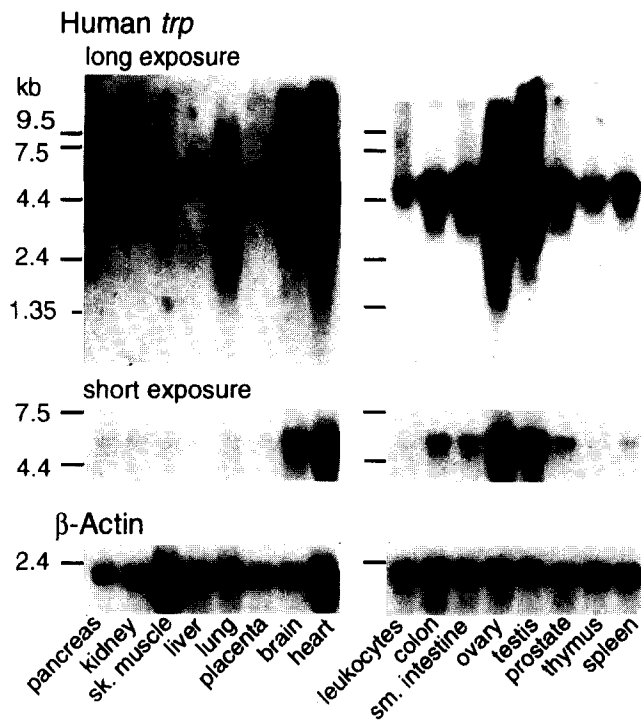 Human trp
long exposure
kb
9.5
7.5
4.4
2.4
1.35
short exposure
7.5
4.4
β-Actin
2.4
pancreas
kidney
sk. muscle
liver
lung
placenta
brain
heart
leukocytes
colon
sm. intestine
ovary
testis
prostate
thymus
spleen